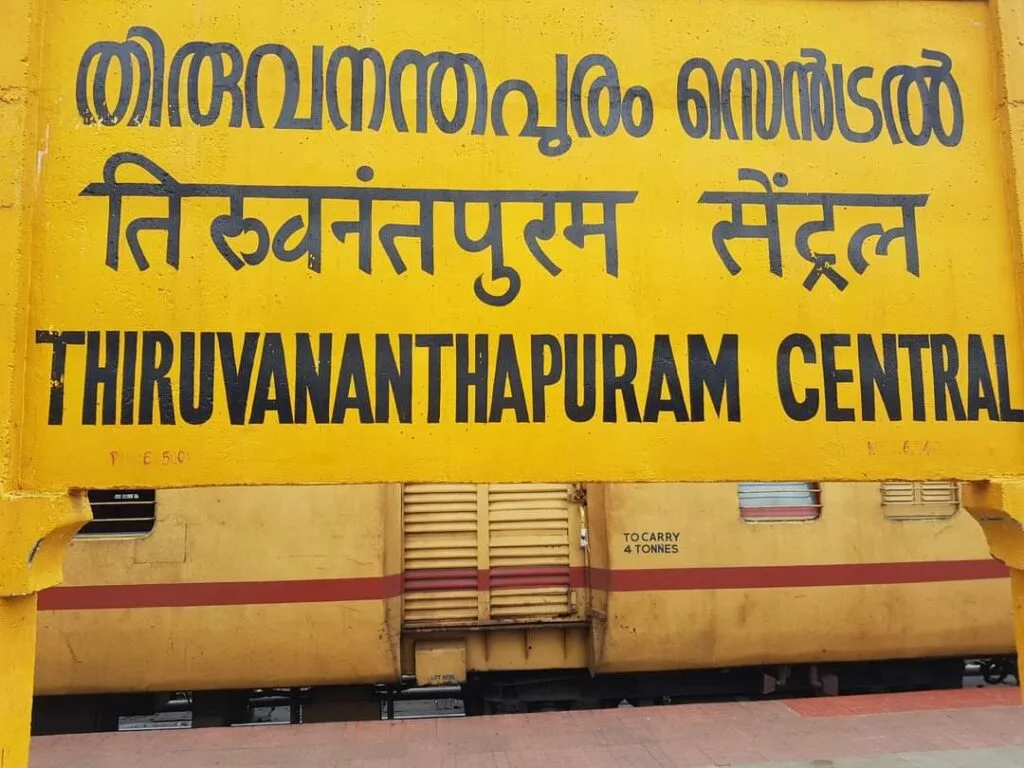 തിരുവനന്തപുരം സെൻട്രൽ
तिरुवनंतपुरम सेंट्रल
THIRUVANANTHAPURAM CENTRAL
TO CARRY
4 TONNES